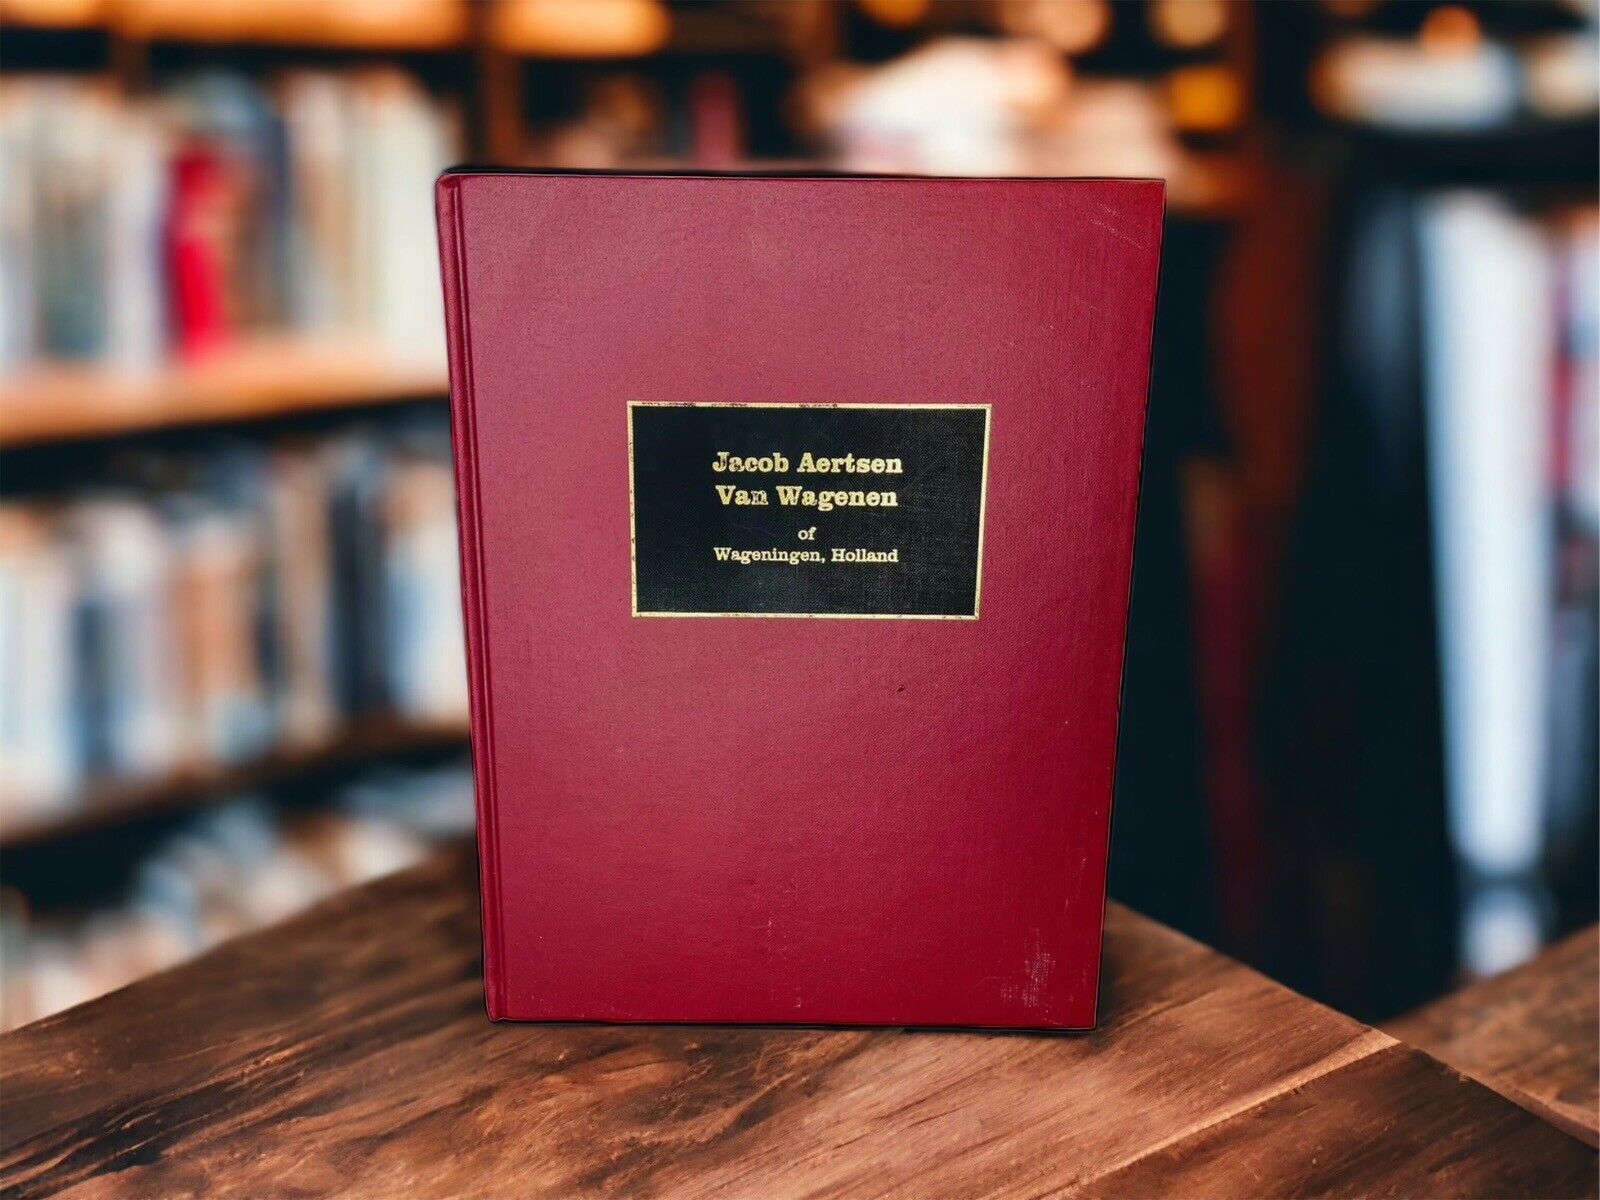 Jacob Aertsen
Van Wagenen
of
Wageningen, Holland